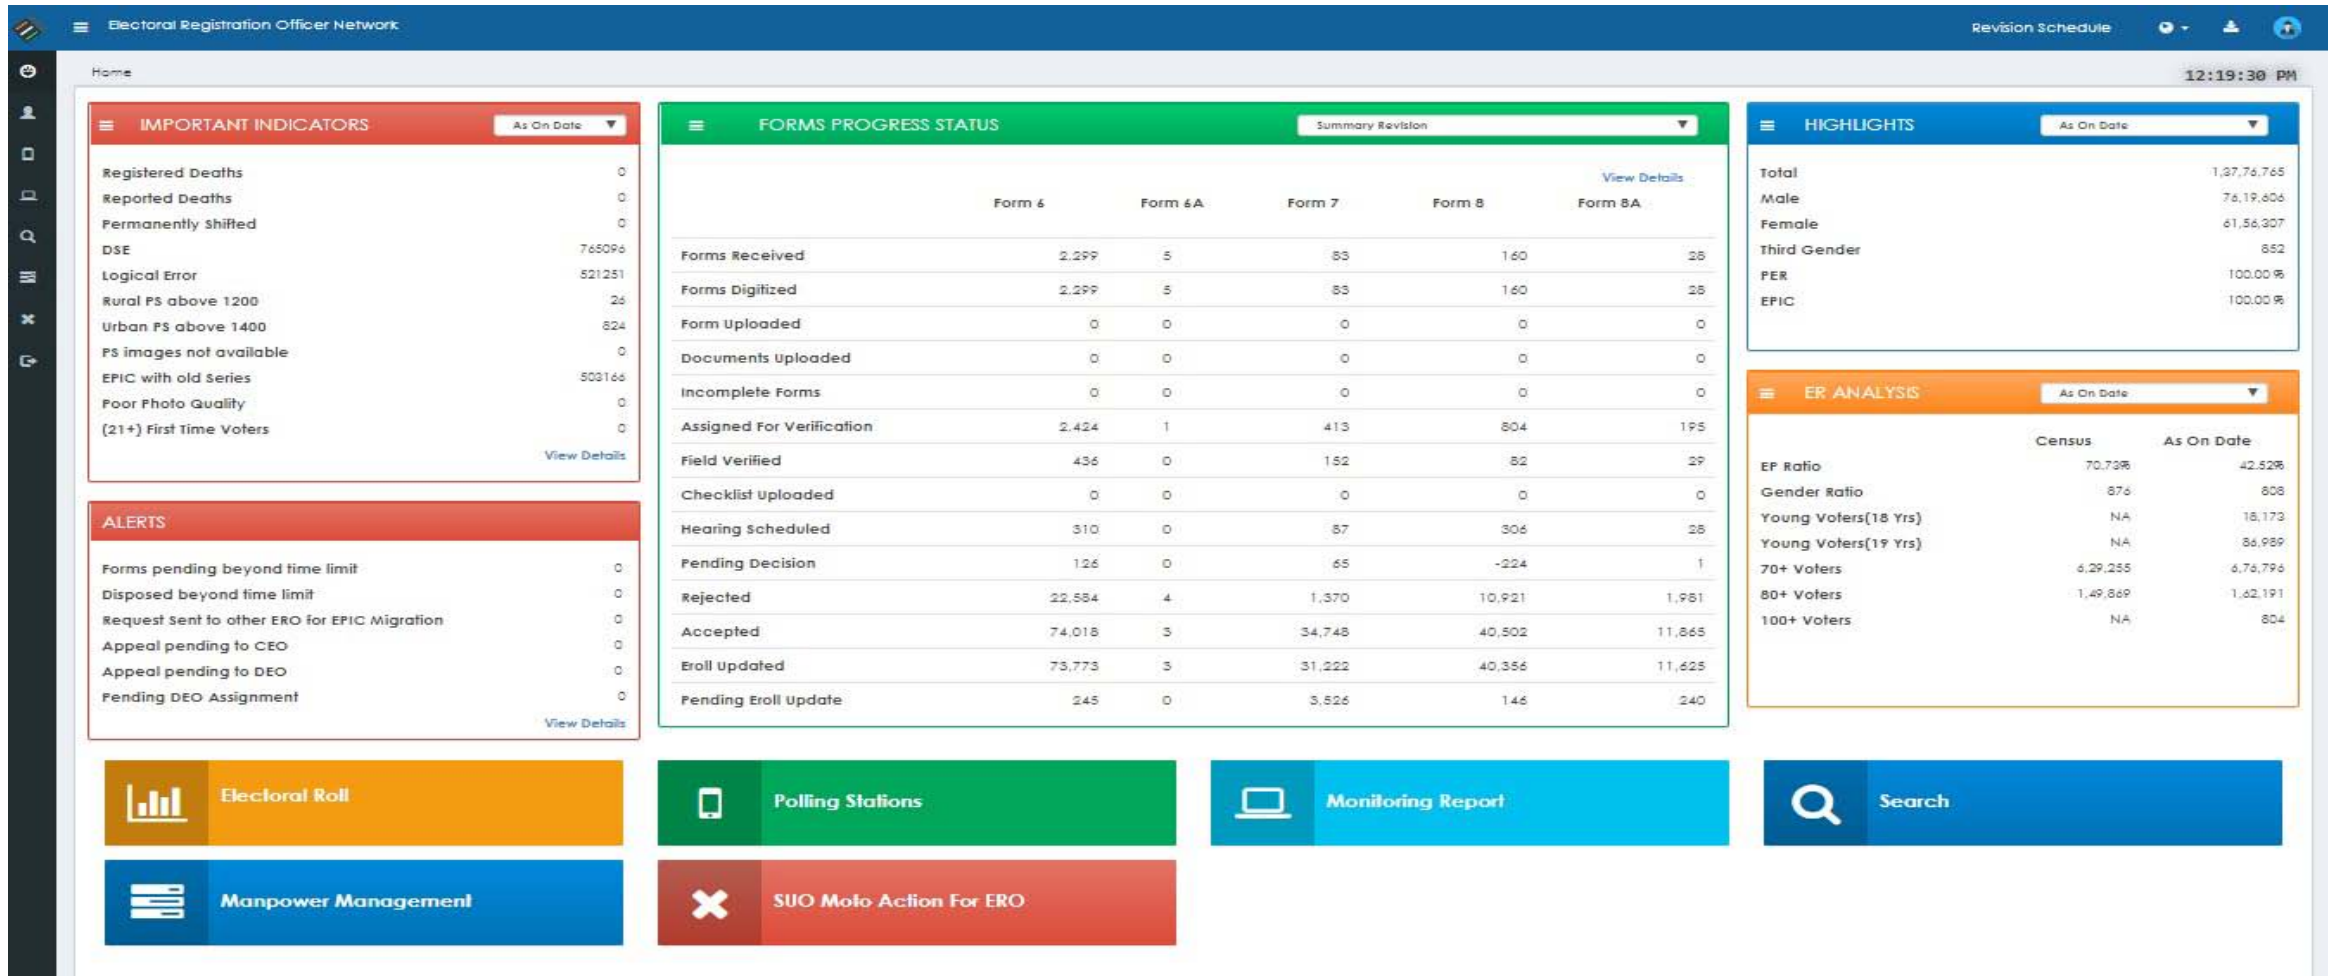 Electoral Registration Officer Network
Revision Schedule
Home
12:19:30 PM
IMPORTANT INDICATORS
As On Date
Registered Deaths 0
Reported Deaths 0
Permanently Shifted 0
DSE 765096
Logical Error 521251
Rural PS above 1200 26
Urban PS above 1400 824
PS images not available 0
EPIC with old Series 503166
Poor Photo Quality 0
(21+) First Time Voters 0
View Details
ALERTS
Forms pending beyond time limit 0
Disposed beyond time limit 0
Request Sent to other ERO for EPIC Migration 0
Appeal pending to CEO 0
Appeal pending to DEO 0
Pending DEO Assignment 0
View Details
FORMS PROGRESS STATUS
Summary Revision
View Details
Form 6 Form 6A Form 7 Form 8 Form 8A
Forms Received 2,299 5 83 160 28
Forms Digitized 2,299 5 83 160 28
Form Uploaded 0 0 0 0 0
Documents Uploaded 0 0 0 0 0
Incomplete Forms 0 0 0 0 0
Assigned For Verification 2,424 1 413 804 195
Field Verified 436 0 152 82 29
Checklist Uploaded 0 0 0 0 0
Hearing Scheduled 310 0 87 306 28
Pending Decision 126 0 65 -224 1
Rejected 22,584 4 1,370 10,921 1,981
Accepted 74,018 3 34,748 40,502 11,865
Eroll Updated 73,773 3 31,222 40,356 11,625
Pending Eroll Update 245 0 3,526 146 240
HIGHLIGHTS
As On Date
Total 1,37,76,765
Male 76,19,606
Female 61,56,307
Third Gender 852
PER 100.00 %
EPIC 100.00 %
ER ANALYSIS
As On Date
Census As On Date
EP Ratio 70.73% 42.52%
Gender Ratio 876 808
Young Voters(18 Yrs) NA 18,173
Young Voters(19 Yrs) NA 86,989
70+ Voters 6,29,255 6,76,796
80+ Voters 1,49,869 1,62,191
100+ Voters NA 804
Electoral Roll
Polling Stations
Monitoring Report
Search
Manpower Management
SUO Moto Action For ERO